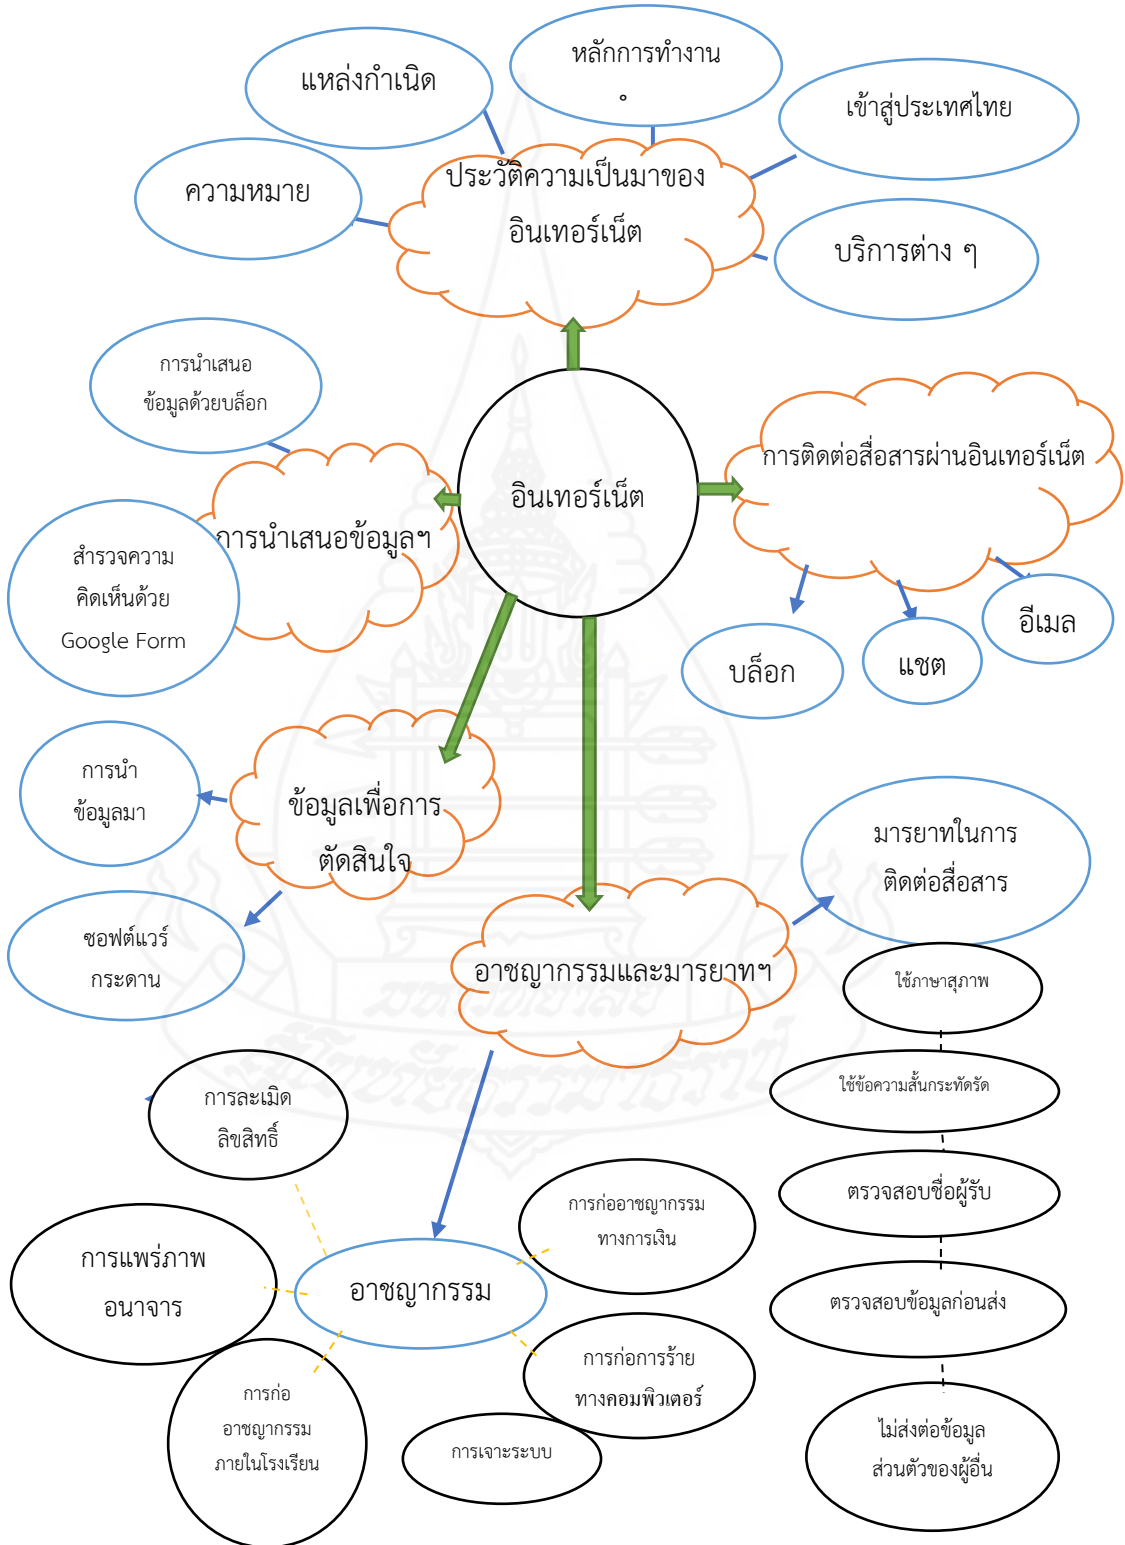 หลักการทำงาน
แหล่งกำเนิด
เข้าสู่ประเทศไทย
ความหมาย
ประวัติความเป็นมาของ
อินเทอร์เน็ต
บริการต่าง ๆ
การนำเสนอ
ข้อมูลด้วยบล็อก
การติดต่อสื่อสารผ่านอินเทอร์เน็ต
อินเทอร์เน็ต
การนำเสนอข้อมูลฯ
สำรวจความ
คิดเห็นด้วย
Google Form
อีเมล
แชต
บล็อก
การนำ
ข้อมูลมา
ข้อมูลเพื่อการ
ตัดสินใจ
มารยาทในการ
ติดต่อสื่อสาร
ซอฟต์แวร์
กระดาน
อาชญากรรมและมารยาทฯ
ใช้ภาษาสุภาพ
มหาวิทยาลัย
สุโขทัยธรรมาธิราช
ใช้ข้อความสั้นกระทัดรัด
การละเมิด
ลิขสิทธิ์
ตรวจสอบชื่อผู้รับ
การก่ออาชญากรรม
ทางการเงิน
การแพร่ภาพ
อนาจาร
อาชญากรรม
ตรวจสอบข้อมูลก่อนส่ง
การก่อการร้าย
ทางคอมพิวเตอร์
การก่อ
อาชญากรรม
ภายในโรงเรียน
การเจาะระบบ
ไม่ส่งต่อข้อมูล
ส่วนตัวของผู้อื่น